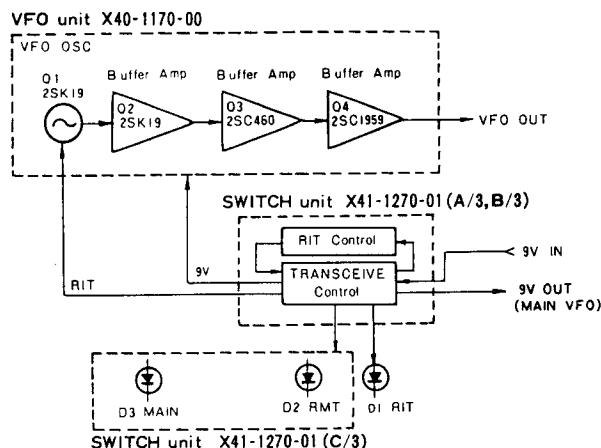 VFO unit X40-1170-00
VFO OSC
Q1
2SK19
Buffer Amp
Q2
2SK19
Buffer Amp
Q3
2SC460
Buffer Amp
Q4
2SC1959
VFO OUT
SWITCH unit X41-1270-01 (A/3,B/3)
RIT Control
TRANSCEIVE
Control
9V IN
9V
RIT
9V OUT
(MAIN VFO)
D3 MAIN
D2 RMT
D1 RIT
SWITCH unit X41-1270-01 (C/3)